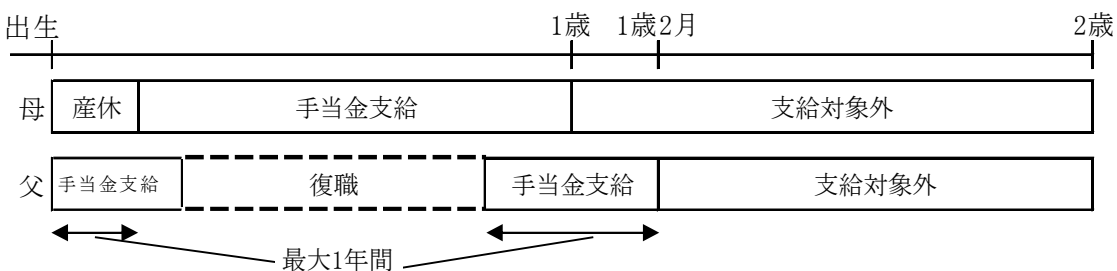 出生 1歳 1歳2月 2歳
母 産休 手当金支給 支給対象外
父 手当金支給 復職 手当金支給 支給対象外
最大1年間